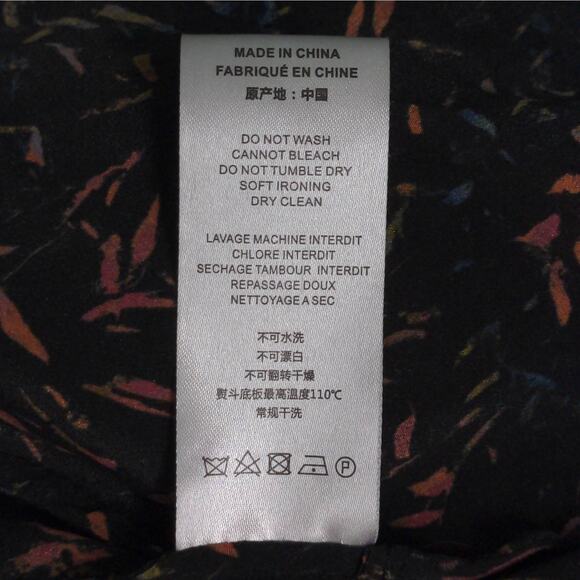 MADE IN CHINA
FABRIQUÉ EN CHINE
原产地：中国
DO NOT WASH
CANNOT BLEACH
DO NOT TUMBLE DRY
SOFT IRONING
DRY CLEAN
LAVAGE MACHINE INTERDIT
CHLORE INTERDIT
SECHAGE TAMBOUR INTERDIT
REPASSAGE DOUX
NETTOYAGE A SEC
不可水洗
不可漂白
不可翻转干燥
熨斗底板最高温度110℃
常规干洗
P